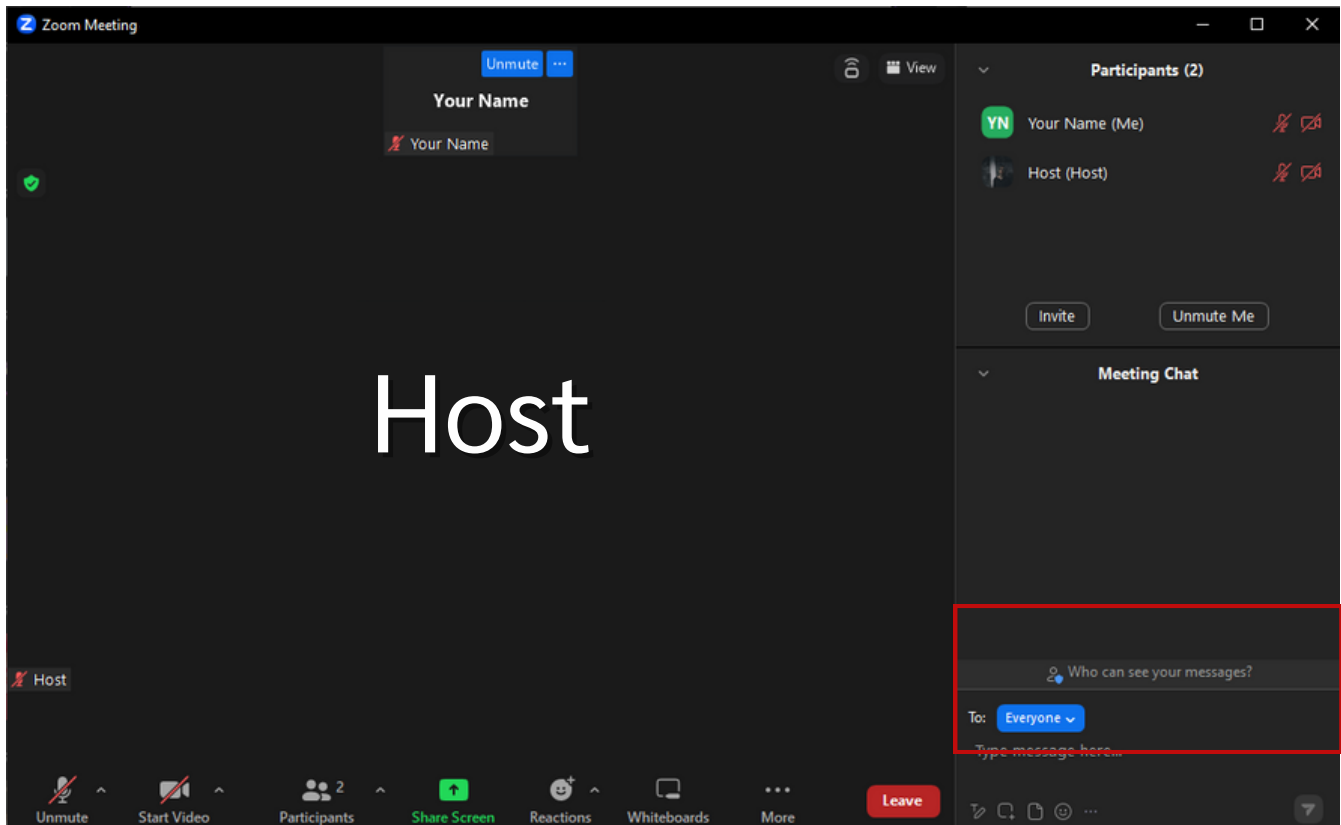 Zoom Meeting
Unmute ...
Your Name
Your Name
View
Host
Host
Participants (2)
YN Your Name (Me)
Host (Host)
Invite Unmute Me
Meeting Chat
Who can see your messages?
To: Everyone
Type message here...
Unmute Start Video Participants 2 Share Screen Reactions Whiteboards More Leave